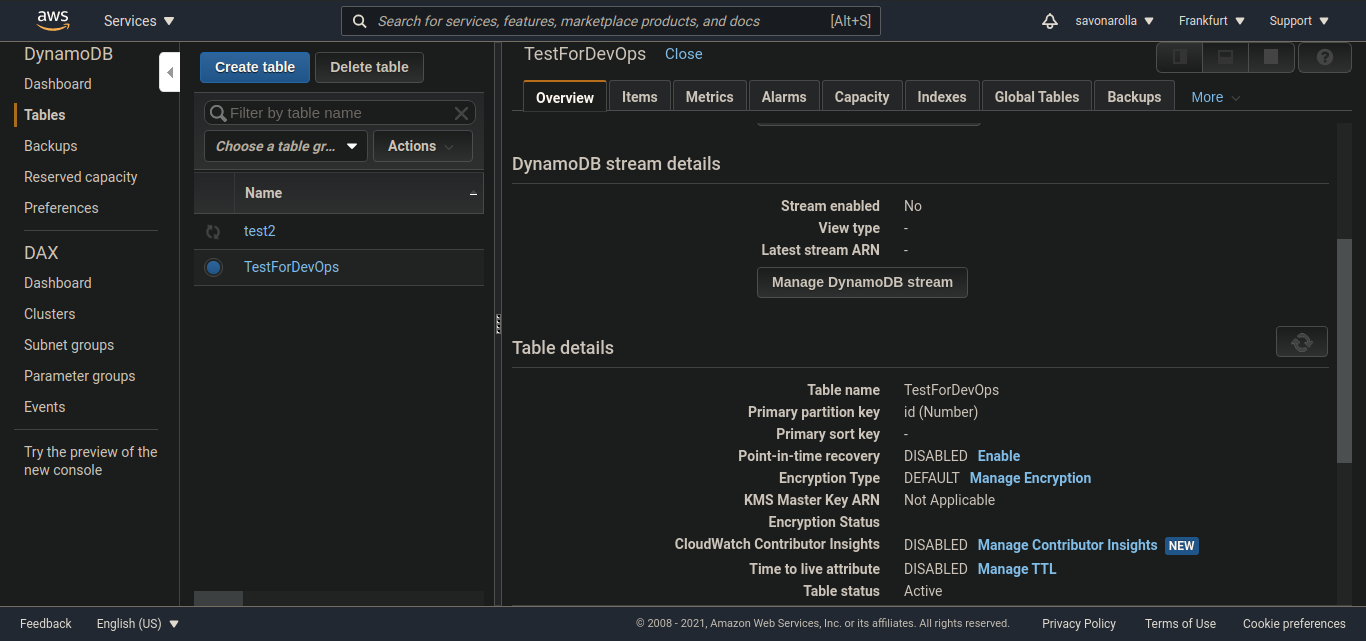 aws Services Search for services, features, marketplace products, and docs [Alt+S] savonarolla Frankfurt Support
DynamoDB
Dashboard
Tables
Backups
Reserved capacity
Preferences
DAX
Dashboard
Clusters
Subnet groups
Parameter groups
Events
Try the preview of the
new console
Create table Delete table
Filter by table name
Choose a table gr... Actions
Name
test2
TestForDevOps
TestForDevOps Close
Overview Items Metrics Alarms Capacity Indexes Global Tables Backups More
DynamoDB stream details
Stream enabled No
View type -
Latest stream ARN -
Manage DynamoDB stream
Table details
Table name TestForDevOps
Primary partition key id (Number)
Primary sort key -
Point-in-time recovery DISABLED Enable
Encryption Type DEFAULT Manage Encryption
KMS Master Key ARN Not Applicable
Encryption Status
CloudWatch Contributor Insights DISABLED Manage Contributor Insights NEW
Time to live attribute DISABLED Manage TTL
Table status Active
Feedback English (US) © 2008 - 2021, Amazon Web Services, Inc. or its affiliates. All rights reserved. Privacy Policy Terms of Use Cookie preferences